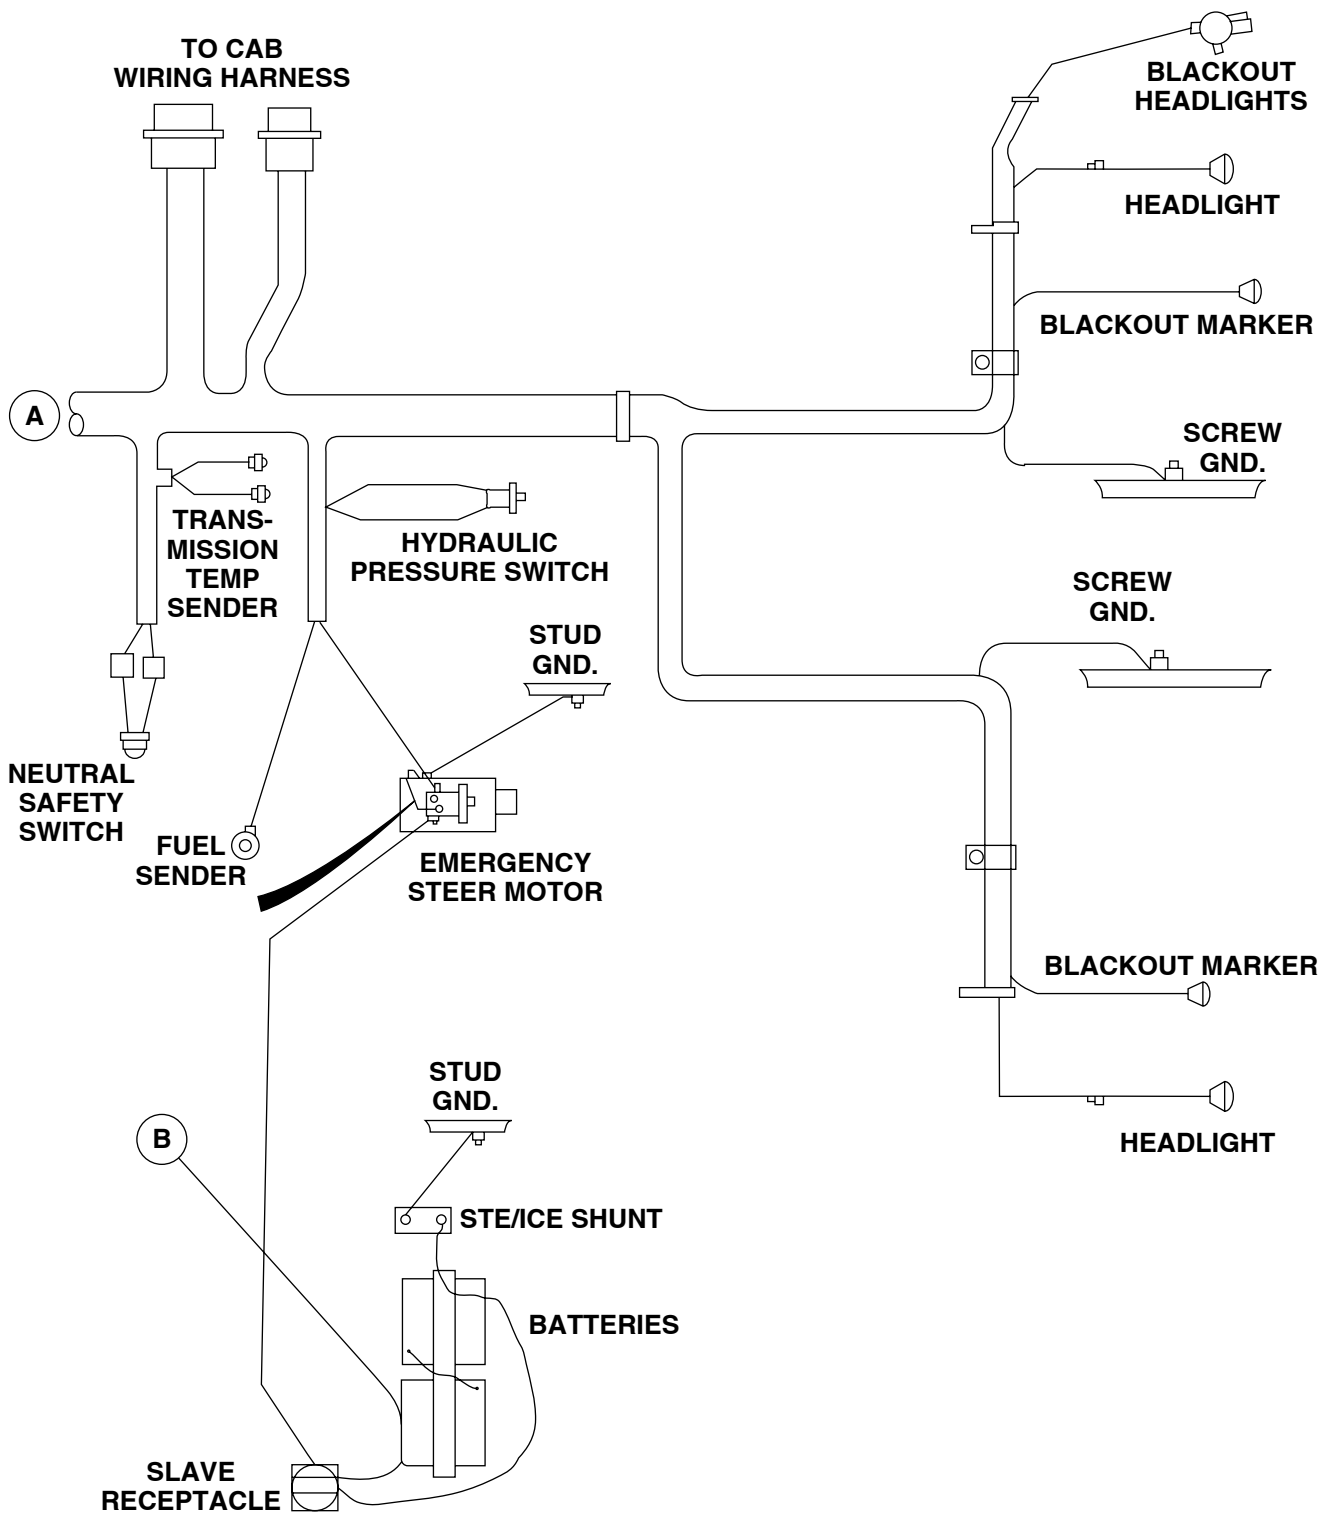 TO CAB
WIRING HARNESS
BLACKOUT
HEADLIGHTS
HEADLIGHT
BLACKOUT MARKER
A
SCREW
GND.
TRANS-
MISSION
TEMP
SENDER
HYDRAULIC
PRESSURE SWITCH
SCREW
GND.
STUD
GND.
NEUTRAL
SAFETY
SWITCH
FUEL
SENDER
EMERGENCY
STEER MOTOR
BLACKOUT MARKER
STUD
GND.
B
HEADLIGHT
STE/ICE SHUNT
BATTERIES
SLAVE
RECEPTACLE